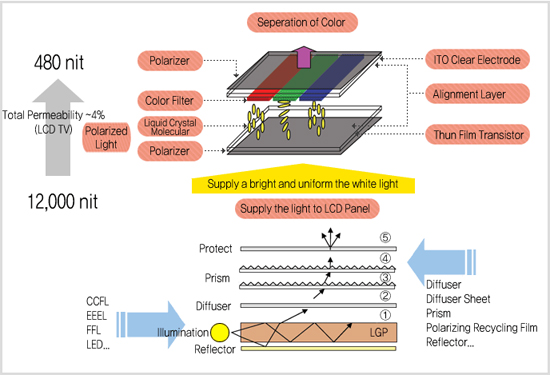 Seperation of Color
480 nit
Total Permeability ~4%
(LCD TV)
Polarized
Light
12,000 nit
Polarizer
Color Filter
Liquid Crystal
Molecular
Polarizer
ITO Clear Electrode
Alignment Layer
Thun Film Transistor
Supply a bright and uniform the white light
Supply the light to LCD Panel
Protect
Prism
Diffuser
Illumination
Reflector
⑤
④
③
②
①
LGP
CCFL
EEEL
FFL
LED...
Diffuser
Diffuser Sheet
Prism
Polarizing Recycling Film
Reflector...